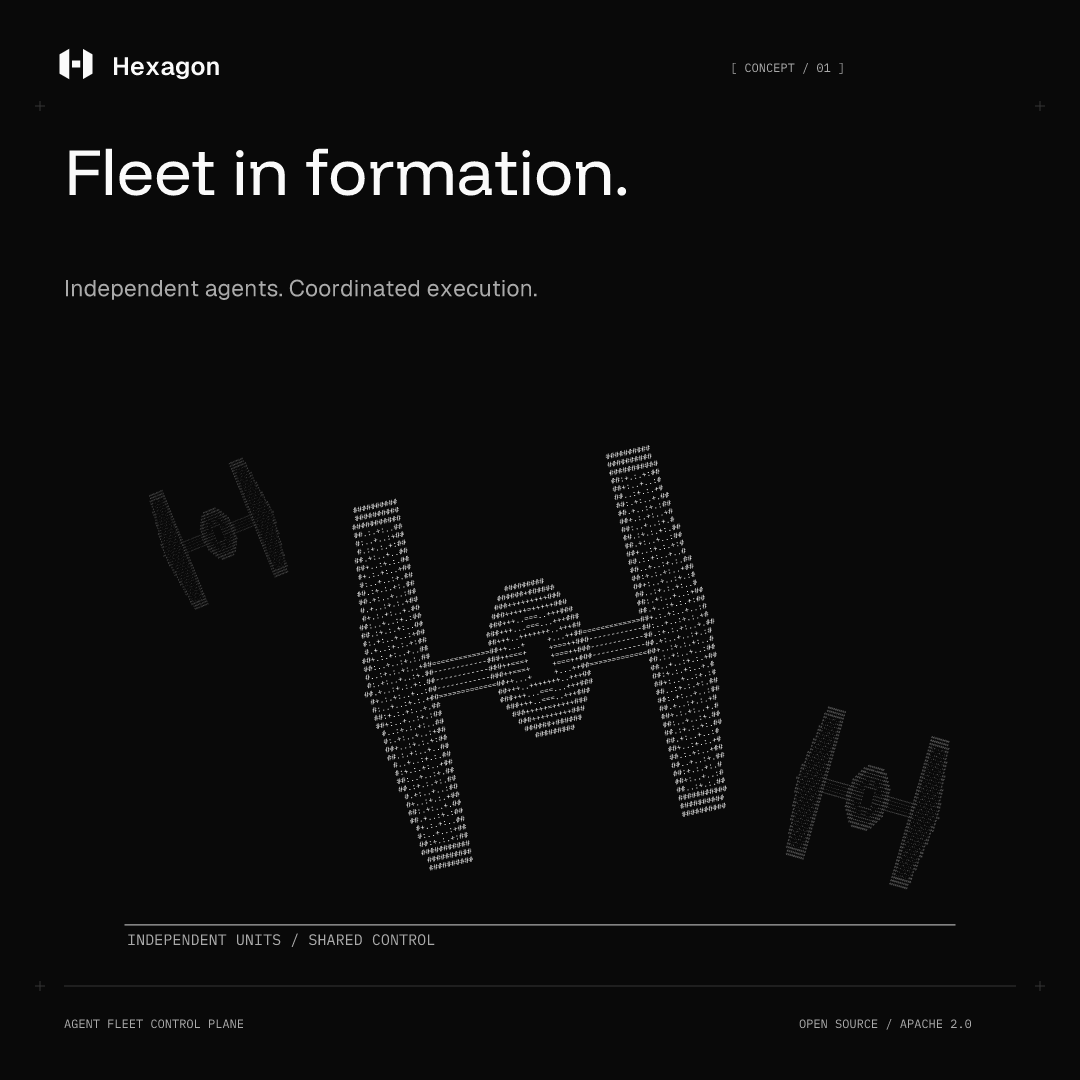 Hexagon
[ CONCEPT / 01 ]
Fleet in formation.
Independent agents. Coordinated execution.
INDEPENDENT UNITS / SHARED CONTROL
AGENT FLEET CONTROL PLANE
OPEN SOURCE / APACHE 2.0